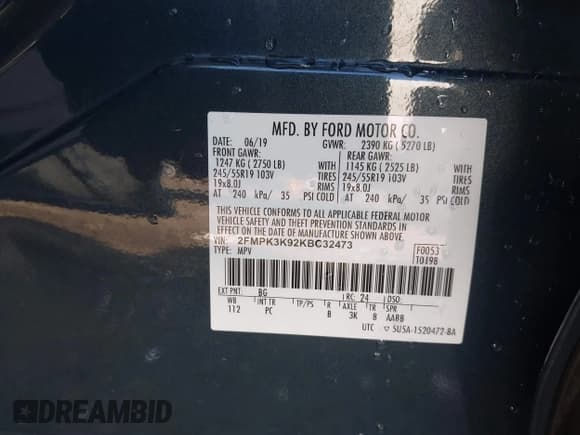 MFD. BY FORD MOTOR CO.
DATE: 06/19 GVWR: 2390 KG ( 5270 LB)
FRONT GAWR: REAR GAWR:
1247 KG ( 2750 LB) WITH 1145 KG ( 2525 LB) WITH
245/55R19 103V TIRES 245/55R19 103V TIRES
19x8.0J RIMS 19x8.0J RIMS
AT 240 kPa/ 35 PSI COLD AT 240 kPa/ 35 PSI COLD
THIS VEHICLE CONFORMS TO ALL APPLICABLE FEDERAL MOTOR
VEHICLE SAFETY AND THEFT PREVENTION STANDARDS IN
EFFECT ON THE DATE OF MANUFACTURE SHOWN ABOVE.
VIN: 2FMPK3K92KBC32473 F0053
TYPE: MPV T0198
EXT PNT: BG RC: 24 DSO:
WB INT TR TP/PS R AXLE TR SPR
112 PC B 3K B AABB
UTC ▽ 5U5A-1520472-BA
DREAMBID